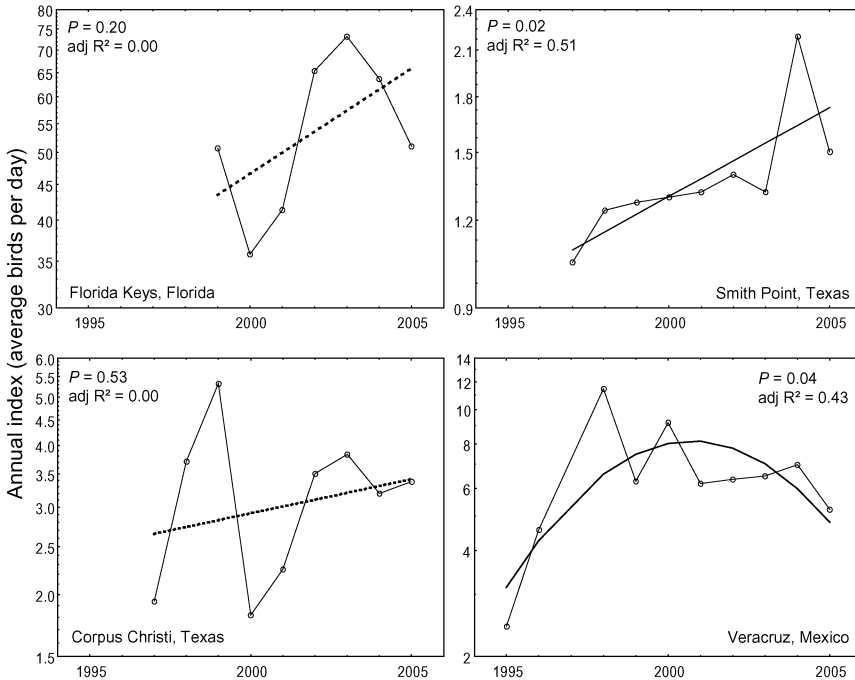 Annual index (average birds per day)
80
75
70
65
60
55
50
45
40
35
30
P = 0.20
adj R² = 0.00
Florida Keys, Florida
1995 2000 2005
2.4
2.1
1.8
1.5
1.2
0.9
P = 0.02
adj R² = 0.51
Smith Point, Texas
1995 2000 2005
6.0
5.5
5.0
4.5
4.0
3.5
3.0
2.5
2.0
1.5
P = 0.53
adj R² = 0.00
Corpus Christi, Texas
1995 2000 2005
14
12
10
8
6
4
2
P = 0.04
adj R² = 0.43
Veracruz, Mexico
1995 2000 2005